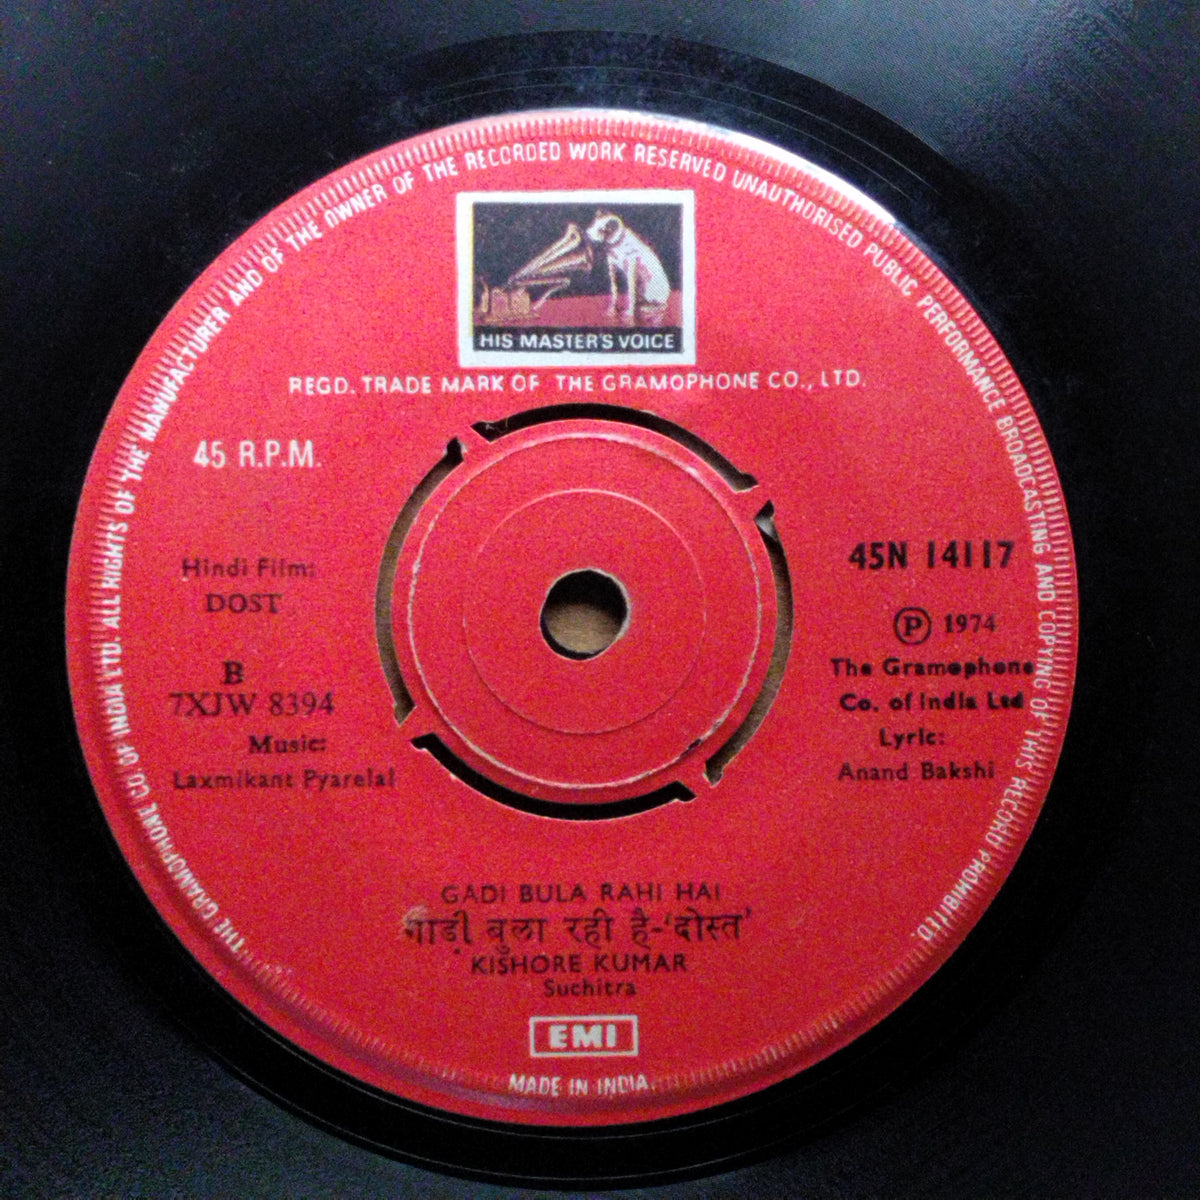 THE GRAMOPHONE CO. OF INDIA LTD. ALL RIGHTS OF THE MANUFACTURER AND OF THE OWNER OF THE RECORDED WORK RESERVED UNAUTHORISED PUBLIC PERFORMANCE BROADCASTING AND COPYING OF THIS RECORD PROHIBITED.
HIS MASTER'S VOICE
REGD. TRADE MARK OF THE GRAMOPHONE CO., LTD.
45 R.P.M.
Hindi Film:
DOST
B
7XJW 8394
Music:
Laxmikant Pyarelal
45N 14117
Ⓟ 1974
The Gramophone
Co. of India Ltd
Lyric:
Anand Bakshi
GADI BULA RAHI HAI
गाड़ी बुला रही है-'दोस्त'
KISHORE KUMAR
Suchitra
EMI
MADE IN INDIA.